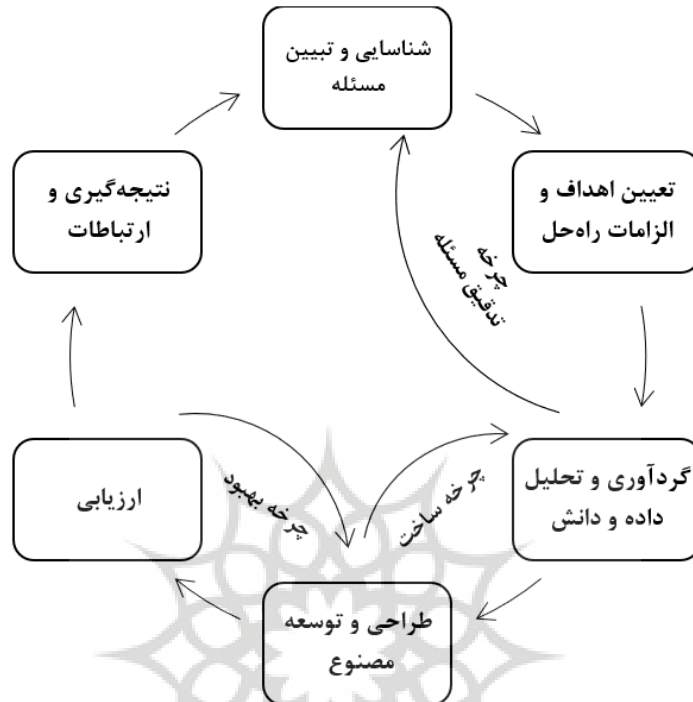 شناسایی و تبیین
مسئله
تعیین اهداف و
الزامات راه‌حل
نتیجه‌گیری و
ارتباطات
چرخه
تدقیق مسئله
گردآوری و تحلیل
داده و دانش
ارزیابی
چرخه بهبود
چرخه ساخت
طراحی و توسعه
مصنوع